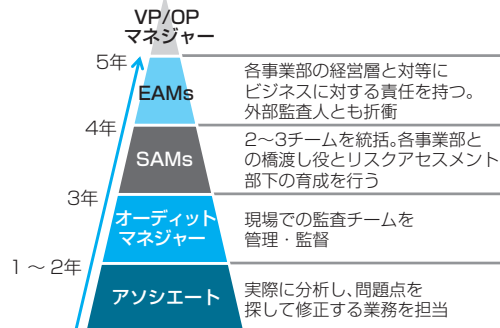 VP/OP
マネジャー
5年
EAMs
各事業部の経営層と対等に
ビジネスに対する責任を持つ。
外部監査人とも折衝
4年
SAMs
2〜3チームを統括。各事業部と
の橋渡し役とリスクアセスメント
部下の育成を行う
3年
オーディット
マネジャー
現場での監査チームを
管理・監督
1 〜 2年
アソシエート
実際に分析し、問題点を
探して修正する業務を担当